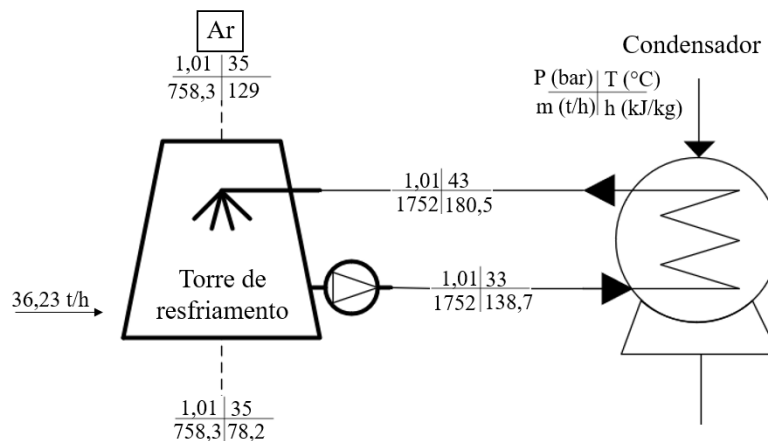 Ar
1,01 35
758,3 129
Condensador
P (bar) T (°C)
m (t/h) h (kJ/kg)
1,01 43
1752 180,5
Torre de
resfriamento
36,23 t/h
1,01 33
1752 138,7
1,01 35
758,3 78,2